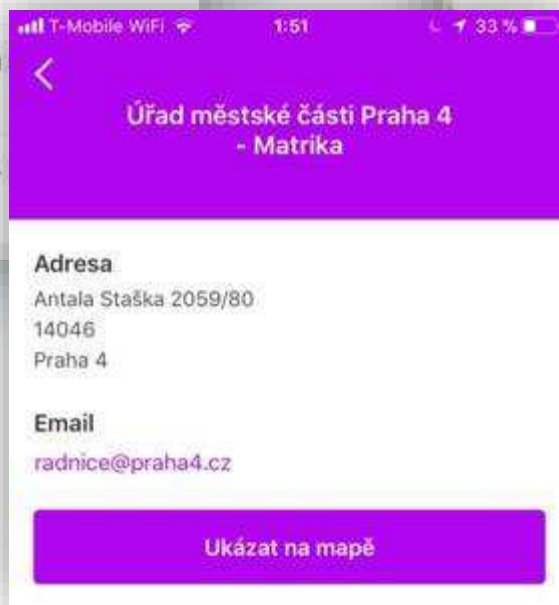 T-Mobile WiFi 1:51 33 %
Úřad městské části Praha 4
- Matrika
Adresa
Antala Staška 2059/80
14046
Praha 4
Email
radnice@praha4.cz
Ukázat na mapě